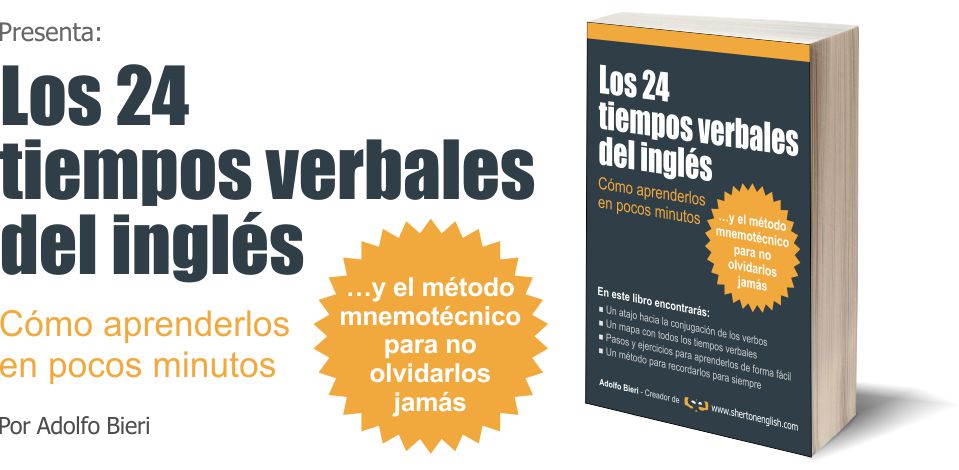 Presenta:
Los 24
tiempos verbales
del inglés
Cómo aprenderlos
en pocos minutos
...y el método
mnemotécnico
para no
olvidarlos
jamás
Por Adolfo Bieri
Los 24
tiempos verbales
del inglés
Cómo aprenderlos
en pocos minutos
...y el método
mnemotécnico
para no
olvidarlos
jamás
En este libro encontrarás:
■ Un atajo hacia la conjugación de los verbos
■ Un mapa con todos los tiempos verbales
■ Pasos y ejercicios para aprenderlos de forma fácil
■ Un método para recordarlos para siempre
Adolfo Bieri - Creador de www.shertonenglish.com